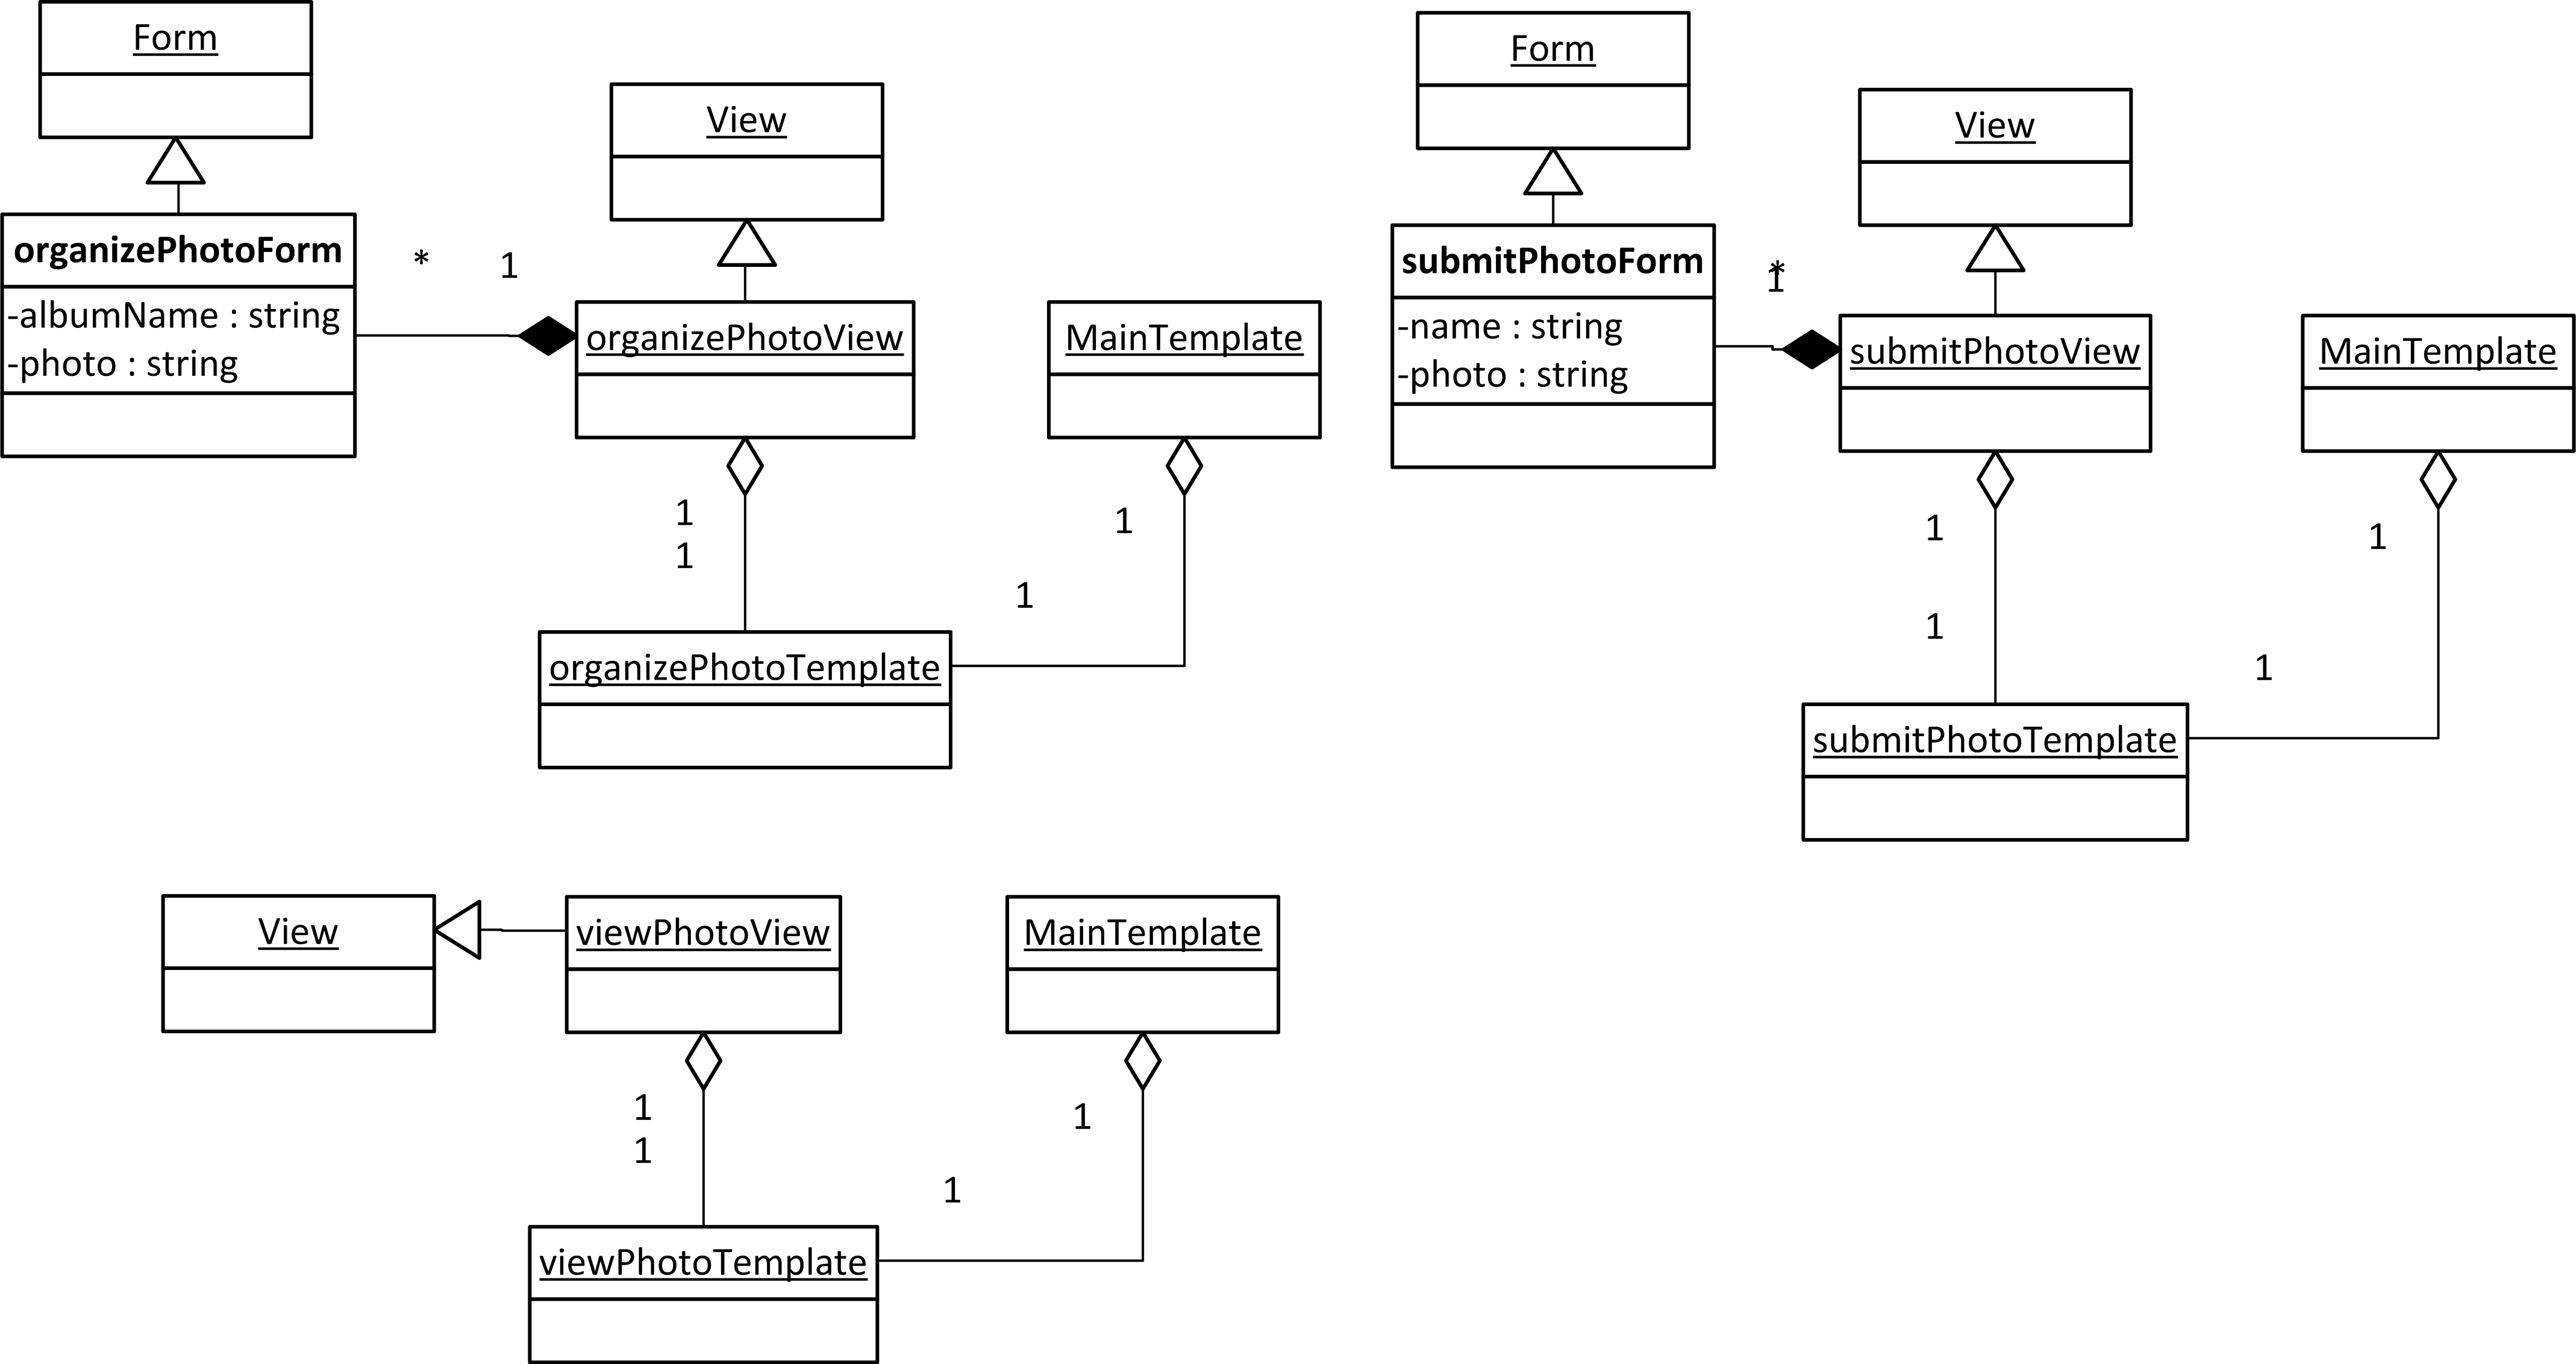 Form
organizePhotoForm
-albumName : string
-photo : string
*
1
View
organizePhotoView
MainTemplate
1
1
1
1
organizePhotoTemplate
Form
submitPhotoForm
-name : string
-photo : string
*
1
View
submitPhotoView
MainTemplate
1
1
1
1
submitPhotoTemplate
View
viewPhotoView
MainTemplate
1
1
1
1
viewPhotoTemplate